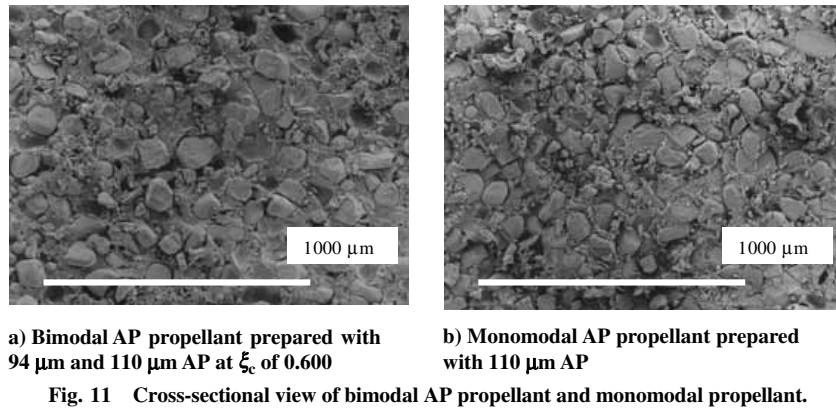 1000 μm
1000 μm
a) Bimodal AP propellant prepared with
94 μm and 110 μm AP at ξc of 0.600
b) Monomodal AP propellant prepared
with 110 μm AP
Fig. 11 Cross-sectional view of bimodal AP propellant and monomodal propellant.